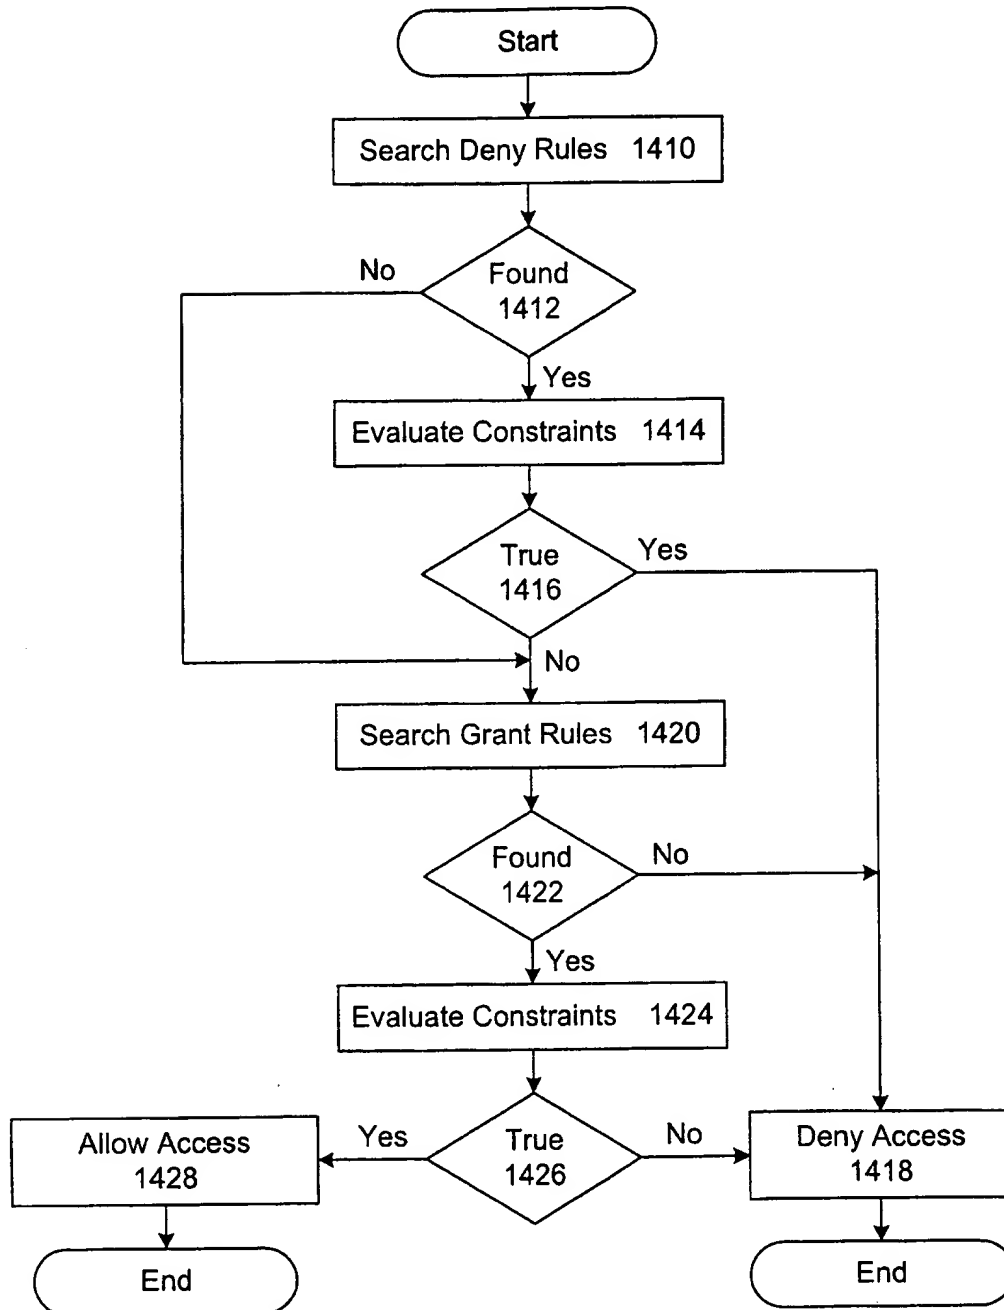 Start
Search Deny Rules 1410
No
Found
1412
Yes
Evaluate Constraints 1414
True
1416
Yes
No
Search Grant Rules 1420
Found
1422
No
Yes
Evaluate Constraints 1424
Allow Access
1428
Yes
True
1426
No
Deny Access
1418
End
End